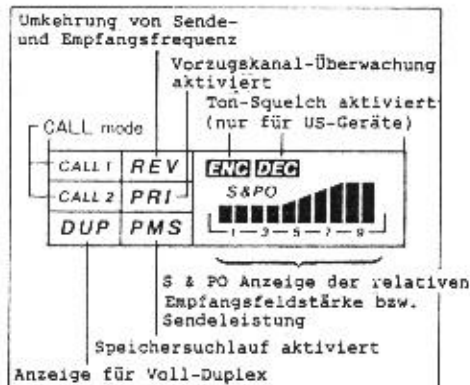 Umkehrung von Sende-
und Empfangsfrequenz
Vorzugskanal-Überwachung
aktiviert
Ton-Squelch aktiviert
(nur für US-Geräte)
CALL mode
CALL 1 REV ENC DEC
CALL 2 PRI S&PO
DUP PMS 1-3-5-7-9
S & PO Anzeige der relativen
Empfangsfeldstärke bzw.
Sendeleistung
Speichersuchlauf aktiviert
Anzeige für Voll-Duplex